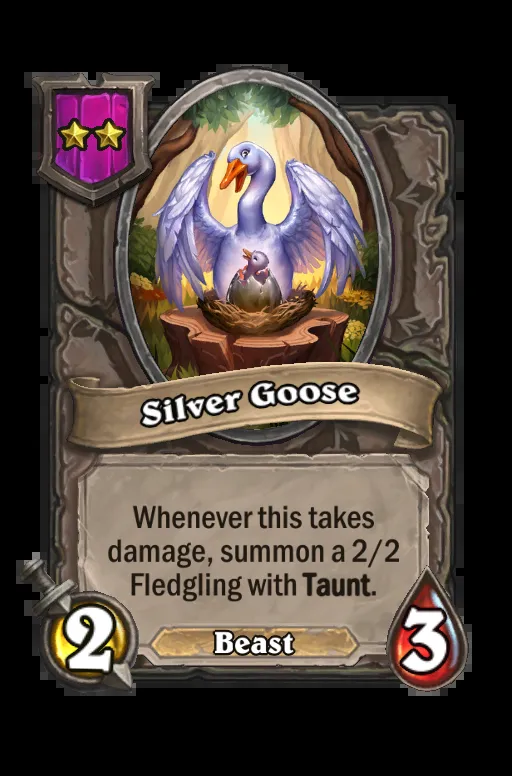 Silver Goose
Whenever this takes
damage, summon a 2/2
Fledgling with Taunt.
2
Beast
3